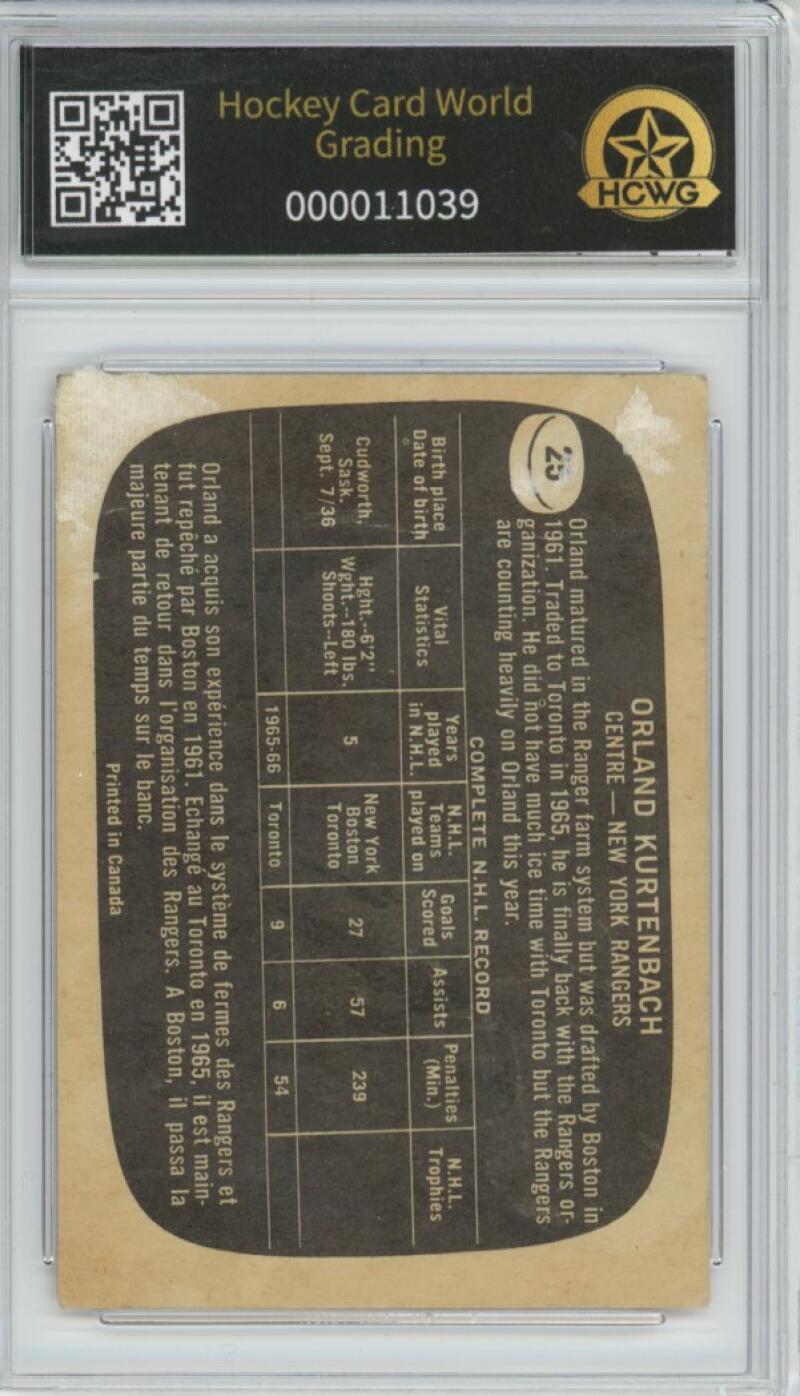 Hockey Card World
Grading
000011039
HCWG
25
ORLAND KURTENBACH
CENTRE — NEW YORK RANGERS
Orland matured in the Ranger farm system but was drafted by Boston in
1961. Traded to Toronto in 1965, he is finally back with the Rangers or-
ganization. He did not have much ice time with Toronto but the Rangers
are counting heavily on Orland this year.
COMPLETE N.H.L. RECORD
Birth place
Date of birth
Vital
Statistics
Years
played
in N.H.L.
N.H.L.
Teams
played on
Goals
Scored
Assists
Penalties
(Min.)
N.H.L.
Trophies
Cudworth,
Sask.
Sept. 7/36
Hght.--6'2"
Wght.--180 lbs.
Shoots--Left
5
New York
Boston
Toronto
27
57
239
1965-66
Toronto
9
6
54
Orland a acquis son expérience dans le système de fermes des Rangers et
fut repêché par Boston en 1961. Echangé au Toronto en 1965, il est main-
tenant de retour dans l'organisation des Rangers. A Boston, il passa la
majeure partie du temps sur le banc.
Printed in Canada